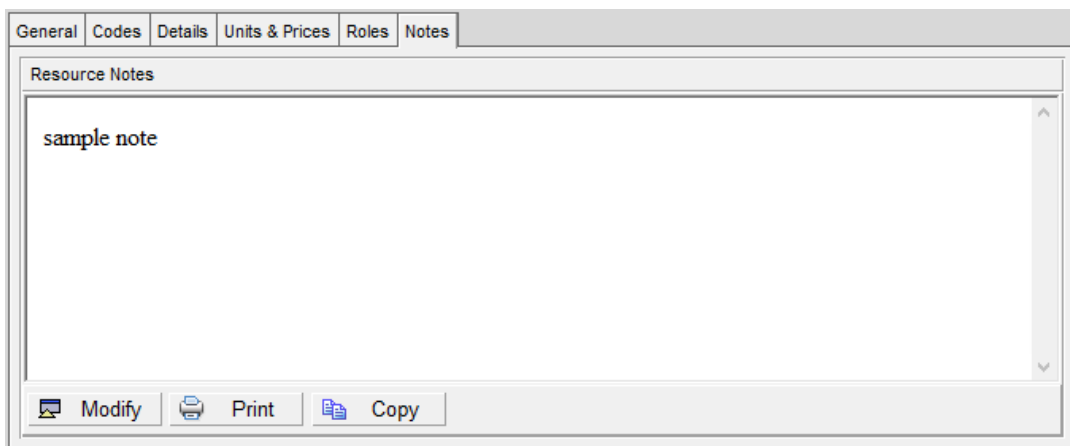 General Codes Details Units & Prices Roles Notes
Resource Notes
sample note
Modify Print Copy